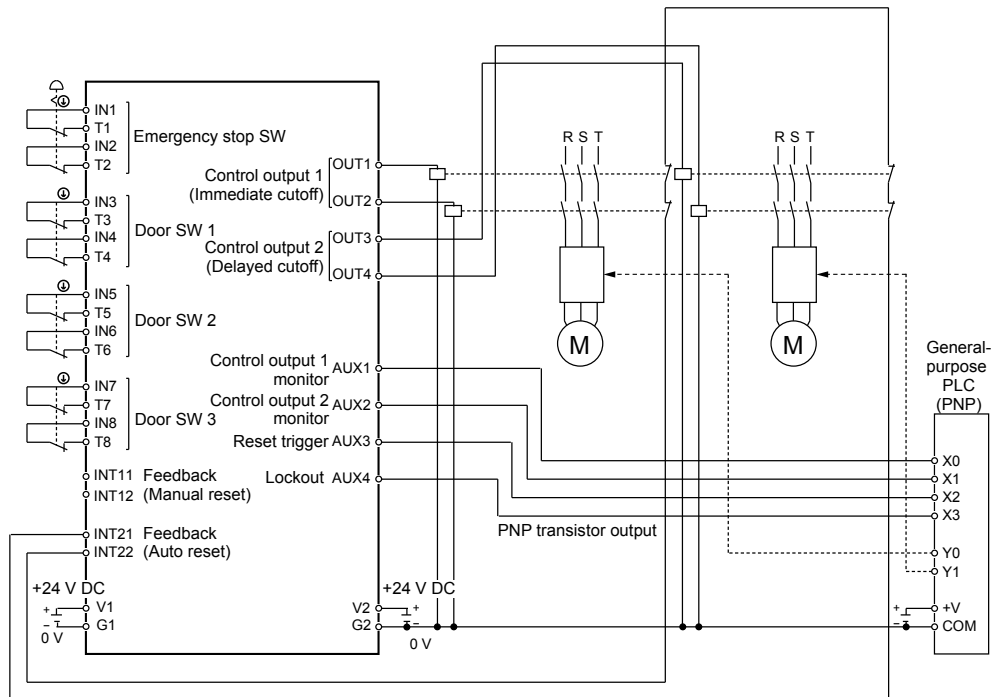 IN1
T1
IN2
T2
Emergency stop SW
IN3
T3
IN4
T4
Door SW 1
IN5
T5
IN6
T6
Door SW 2
IN7
T7
IN8
T8
Door SW 3
INT11 Feedback
INT12 (Manual reset)
INT21 Feedback
INT22 (Auto reset)
+24 V DC
+
V1
−
G1
0 V
Control output 1
(Immediate cutoff)
OUT1
OUT2
Control output 2
(Delayed cutoff)
OUT3
OUT4
Control output 1
monitor
AUX1
Control output 2
monitor
AUX2
Reset trigger AUX3
Lockout AUX4
PNP transistor output
+24 V DC
V2
+
−
G2
0 V
R S T
M
R S T
M
General-
purpose
PLC
(PNP)
X0
X1
X2
X3
Y0
Y1
+
+V
−
COM